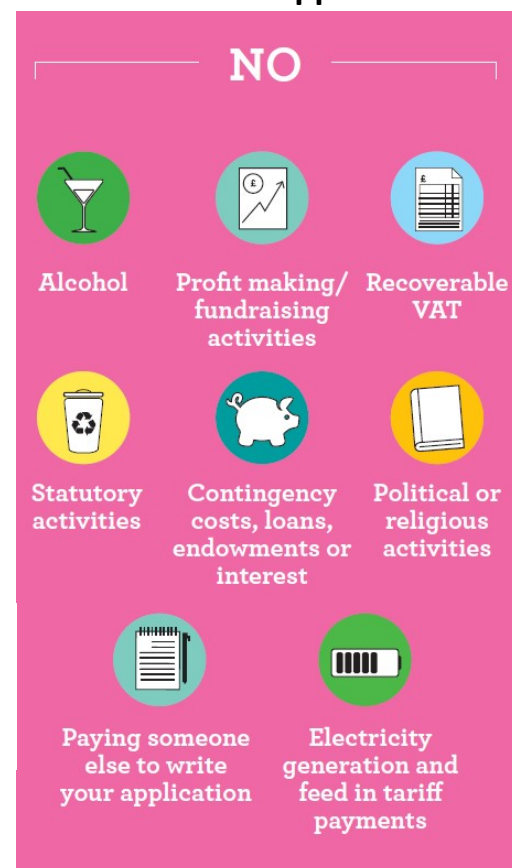 NO
£
£
Alcohol
Profit making/
fundraising
activities
Recoverable
VAT
Statutory
activities
Contingency
costs, loans,
endowments or
interest
Political or
religious
activities
Paying someone
else to write
your application
Electricity
generation and
feed in tariff
payments